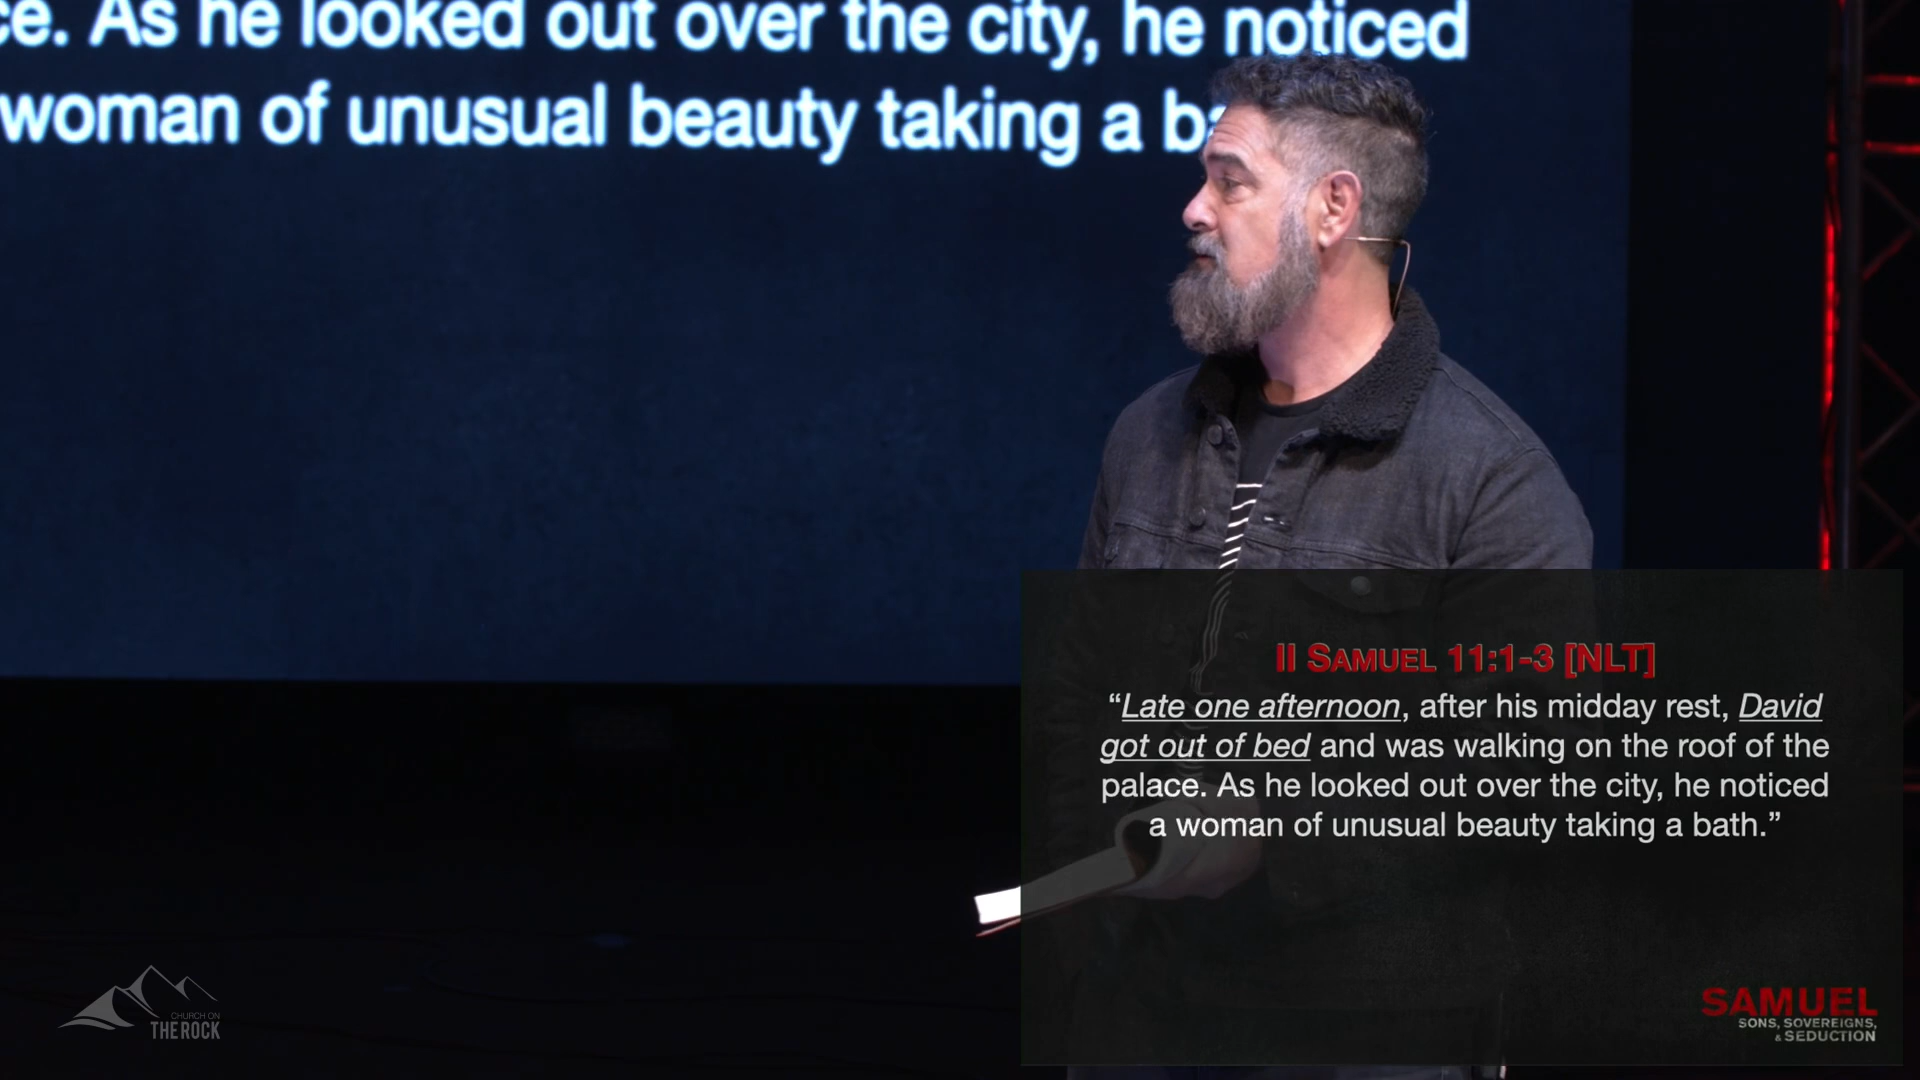 ce. As he looked out over the city, he noticed
woman of unusual beauty taking a ba
II SAMUEL 11:1-3 [NLT]
“Late one afternoon, after his midday rest, David
got out of bed and was walking on the roof of the
palace. As he looked out over the city, he noticed
a woman of unusual beauty taking a bath.”
CHURCH ON
THE ROCK
SAMUEL
SONS, SOVEREIGNS,
& SEDUCTION